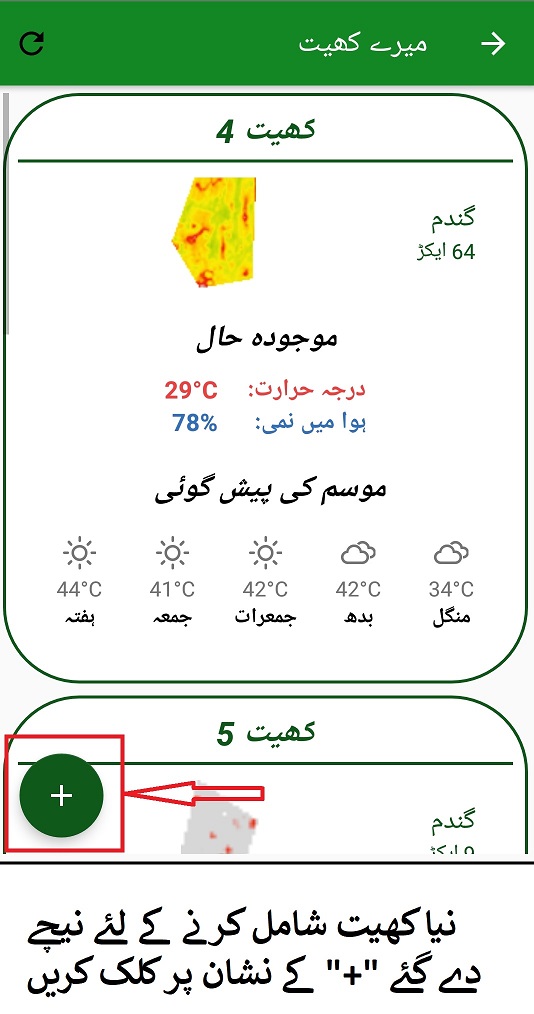 میرے کھیت
کھیت 4
گندم
64 ایکڑ
موجودہ حال
درجہ حرارت: 29°C
ہوا میں نمی: 78%
موسم کی پیش گوئی
34°C 42°C 42°C 41°C 44°C
منگل بدھ جمعرات جمعہ ہفتہ
کھیت 5
گندم
9 ایکڑ
+
نیا کھیت شامل کرنے کے لئے نیچے
دے گئے "+" کے نشان پر کلک کریں